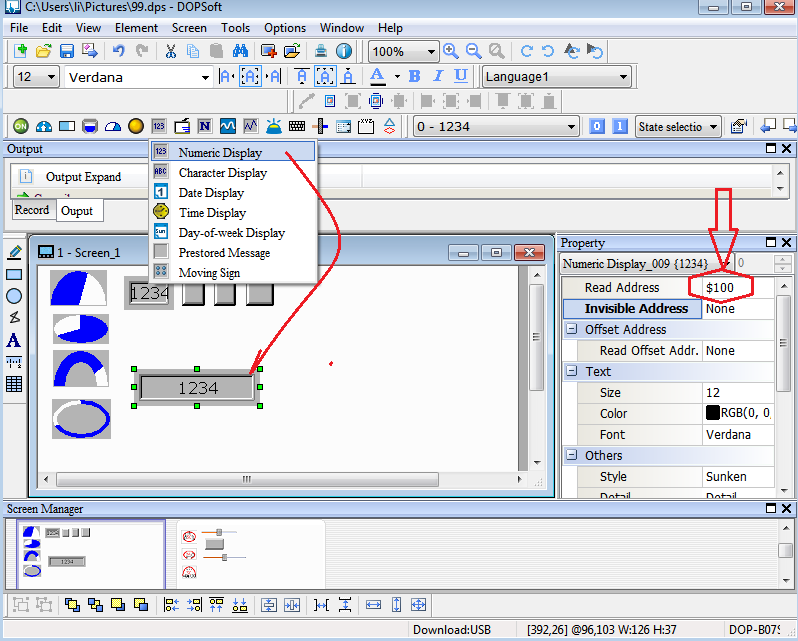 C:\Users\li\Pictures\99.dps - DOPSoft
File Edit View Element Screen Tools Options Window Help
100%
12 Verdana Language1
0 - 1234 0 1 State selectio
Output
Output Expand
Record Ouput
Numeric Display
Character Display
Date Display
Time Display
Day-of-week Display
Prestored Message
Moving Sign
1 - Screen_1
1234
1234
Property
Numeric Display_009 {1234} 0
Read Address $100
Invisible Address None
Offset Address
Read Offset Addr. None
Text
Size 12
Color RGB(0, 0,
Font Verdana
Others
Style Sunken
Detail Detail
Screen Manager
1234
1234
Download:USB [392,26] @96,103 W:126 H:37 DOP-B07S